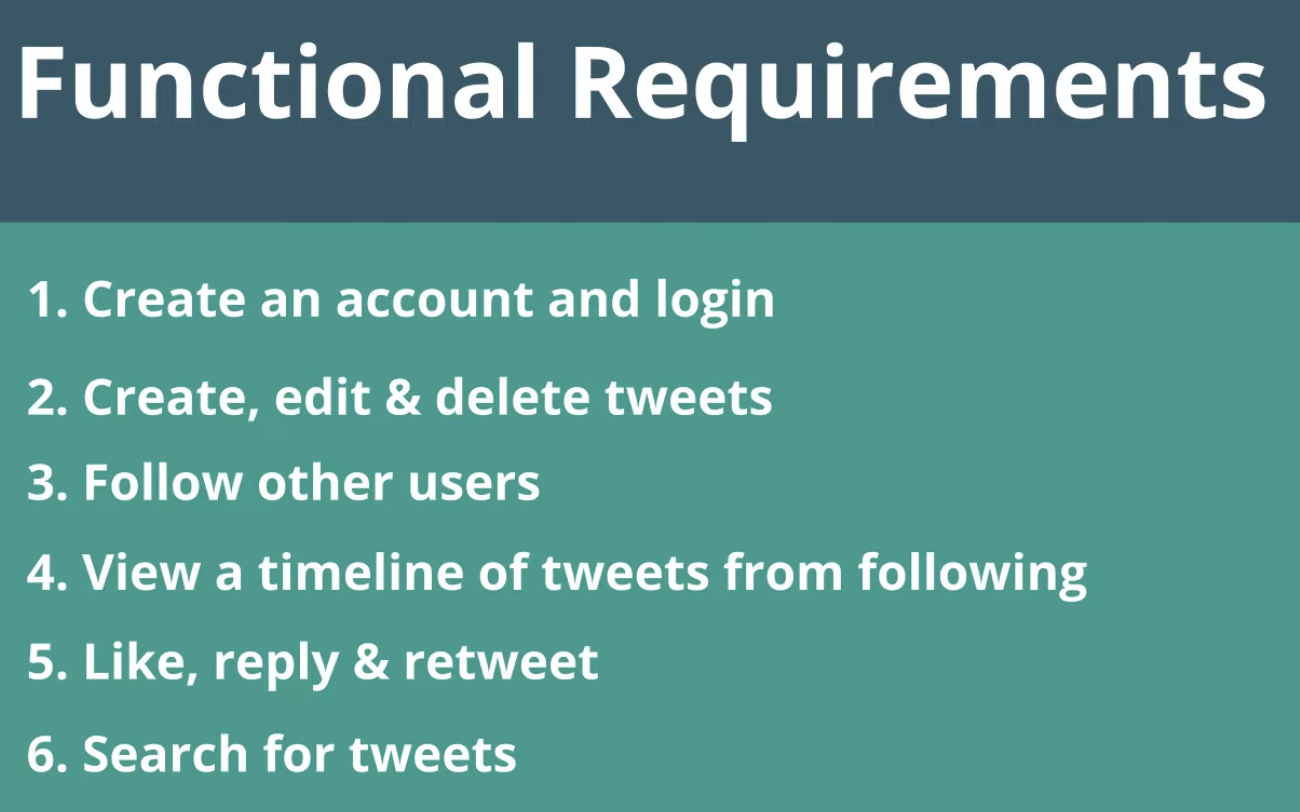 Functional Requirements
1. Create an account and login
2. Create, edit & delete tweets
3. Follow other users
4. View a timeline of tweets from following
5. Like, reply & retweet
6. Search for tweets